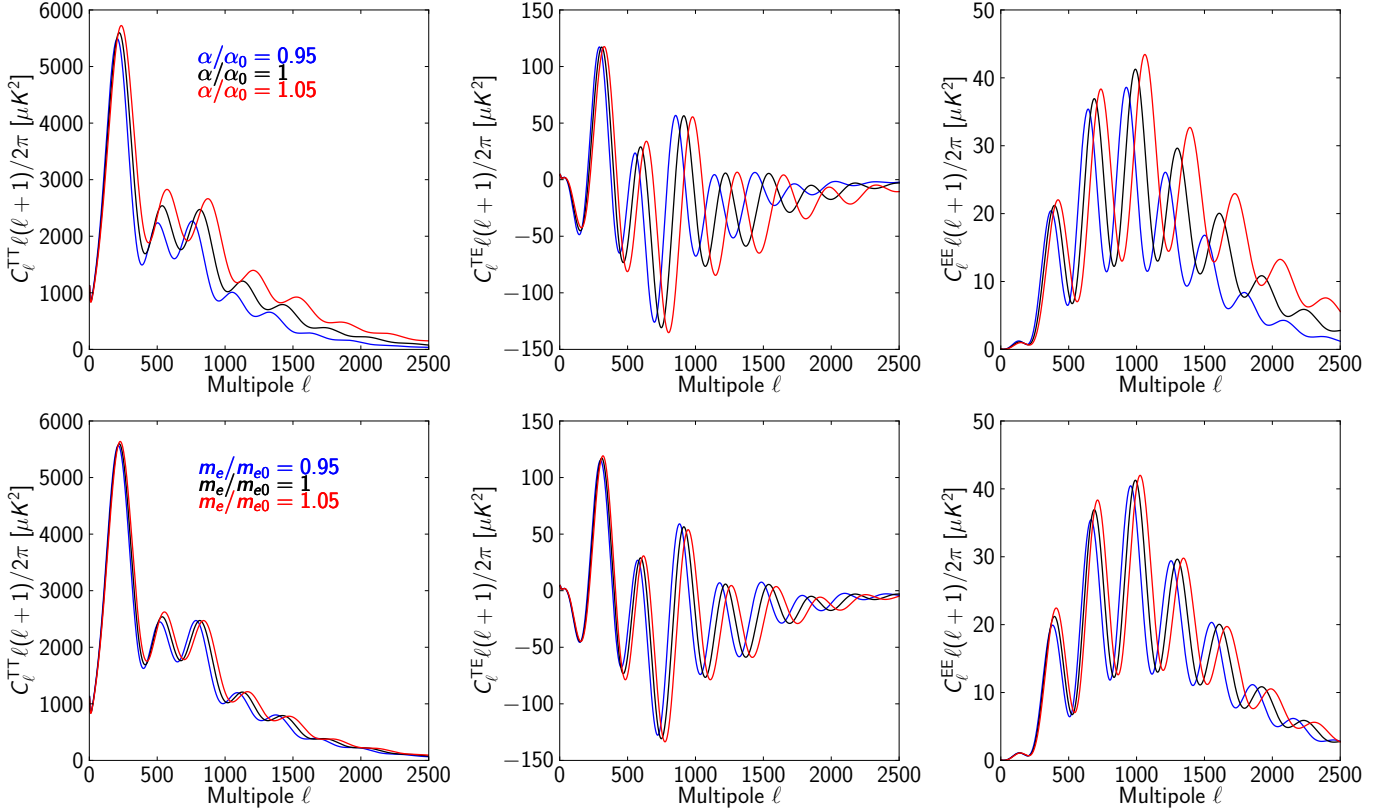 6000
5000
4000
3000
2000
1000
0
C_ℓ^TT ℓ(ℓ + 1)/2π [μK²]
α/α₀ = 0.95
α/α₀ = 1
α/α₀ = 1.05
0 500 1000 1500 2000 2500
Multipole ℓ
150
100
50
0
−50
−100
−150
C_ℓ^TE ℓ(ℓ + 1)/2π [μK²]
0 500 1000 1500 2000 2500
Multipole ℓ
50
40
30
20
10
0
C_ℓ^EE ℓ(ℓ + 1)/2π [μK²]
0 500 1000 1500 2000 2500
Multipole ℓ
6000
5000
4000
3000
2000
1000
0
C_ℓ^TT ℓ(ℓ + 1)/2π [μK²]
m_e/m_e0 = 0.95
m_e/m_e0 = 1
m_e/m_e0 = 1.05
0 500 1000 1500 2000 2500
Multipole ℓ
150
100
50
0
−50
−100
−150
C_ℓ^TE ℓ(ℓ + 1)/2π [μK²]
0 500 1000 1500 2000 2500
Multipole ℓ
50
40
30
20
10
0
C_ℓ^EE ℓ(ℓ + 1)/2π [μK²]
0 500 1000 1500 2000 2500
Multipole ℓ